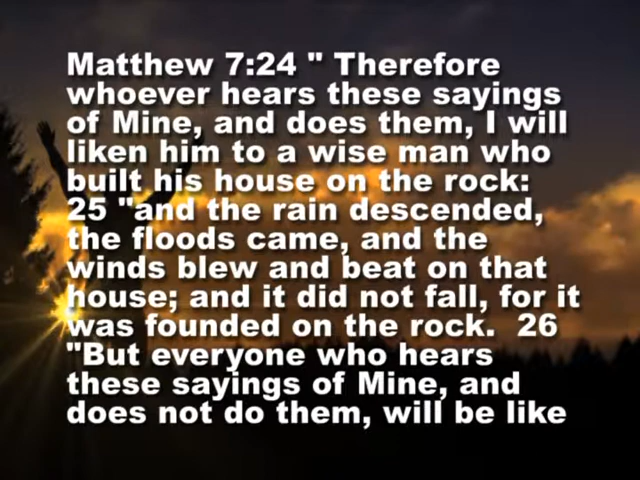 Matthew 7:24 " Therefore
whoever hears these sayings
of Mine, and does them, I will
liken him to a wise man who
built his house on the rock:
25 "and the rain descended,
the floods came, and the
winds blew and beat on that
house; and it did not fall, for it
was founded on the rock.  26
"But everyone who hears
these sayings of Mine, and
does not do them, will be like